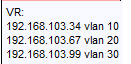 VR:
192.168.103.34 vlan 10
192.168.103.67 vlan 20
192.168.103.99 vlan 30